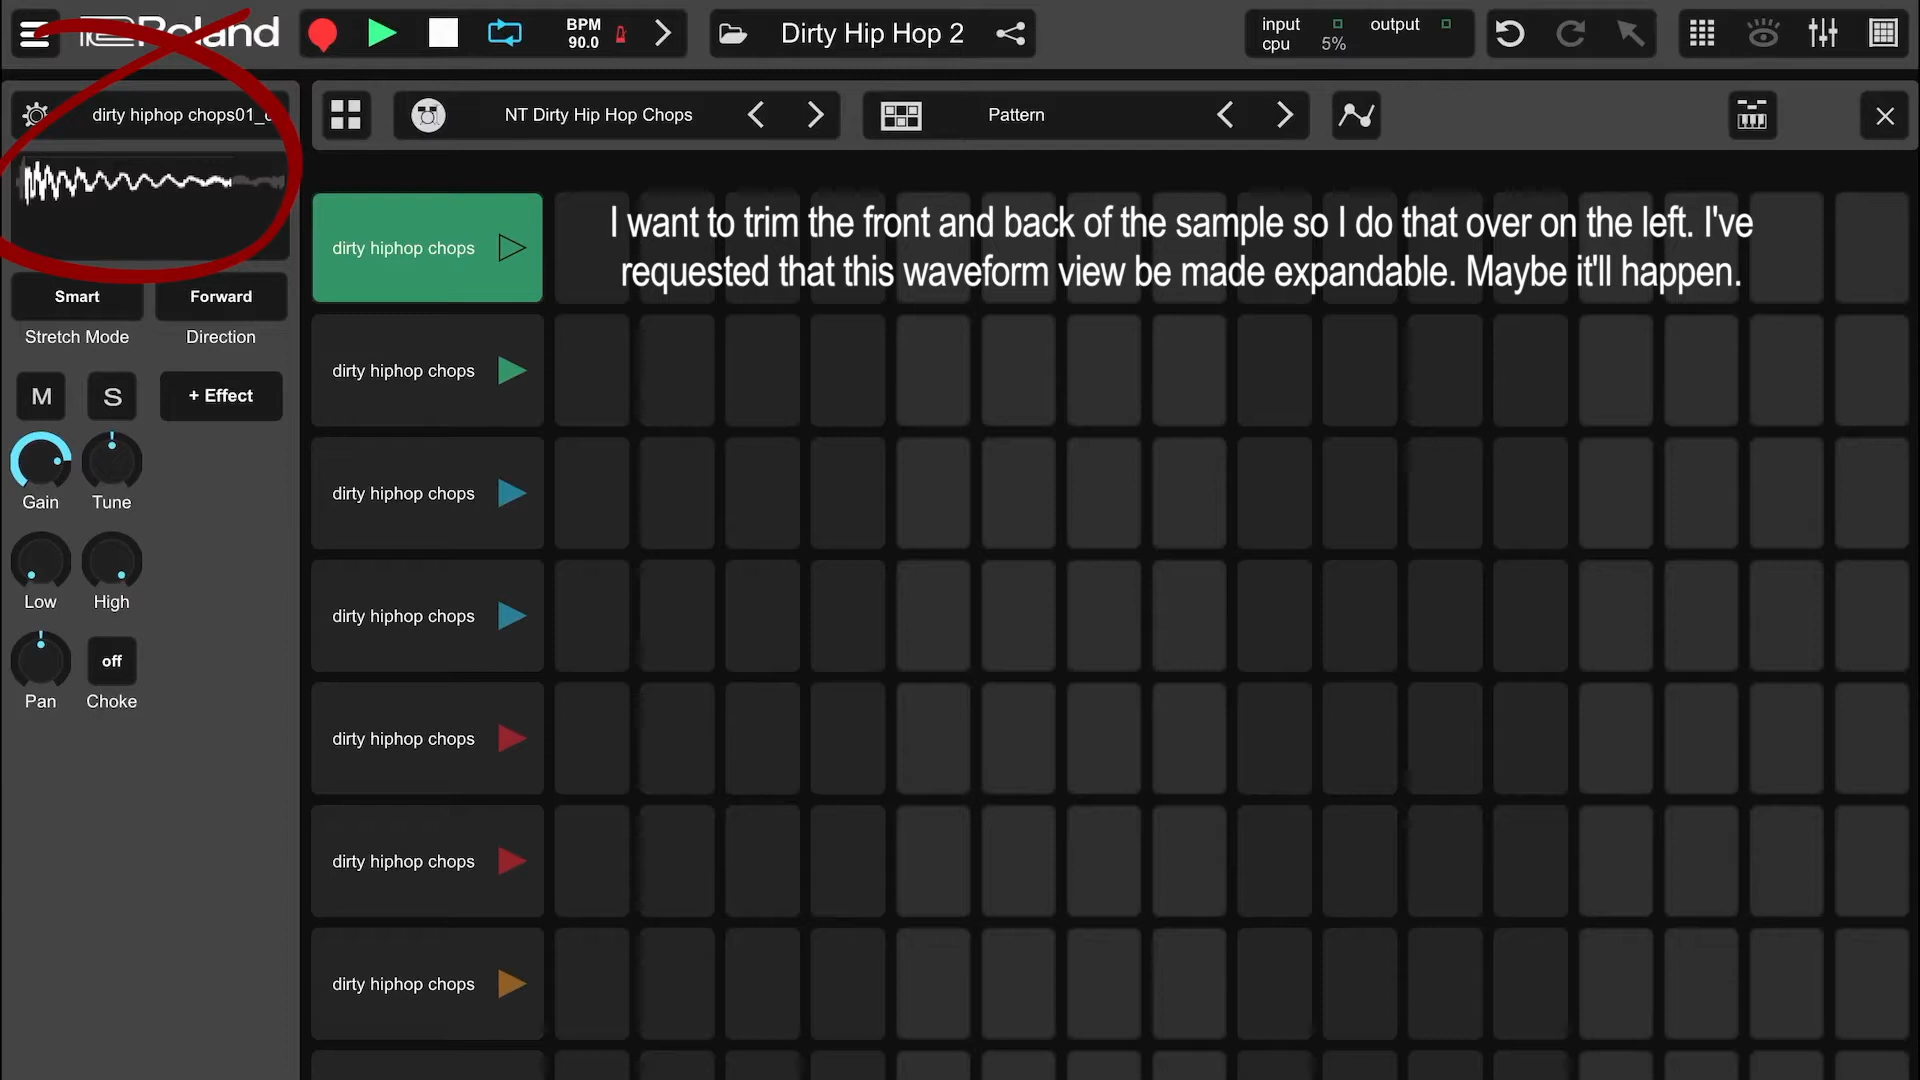 Roland
BPM
90.0
Dirty Hip Hop 2
input
output
cpu
5%
dirty hiphop chops01_c
NT Dirty Hip Hop Chops
Pattern
I want to trim the front and back of the sample so I do that over on the left. I've
requested that this waveform view be made expandable. Maybe it'll happen.
dirty hiphop chops
Smart
Forward
Stretch Mode
Direction
dirty hiphop chops
M
S
+ Effect
Gain
Tune
dirty hiphop chops
Low
High
dirty hiphop chops
off
Pan
Choke
dirty hiphop chops
dirty hiphop chops
dirty hiphop chops